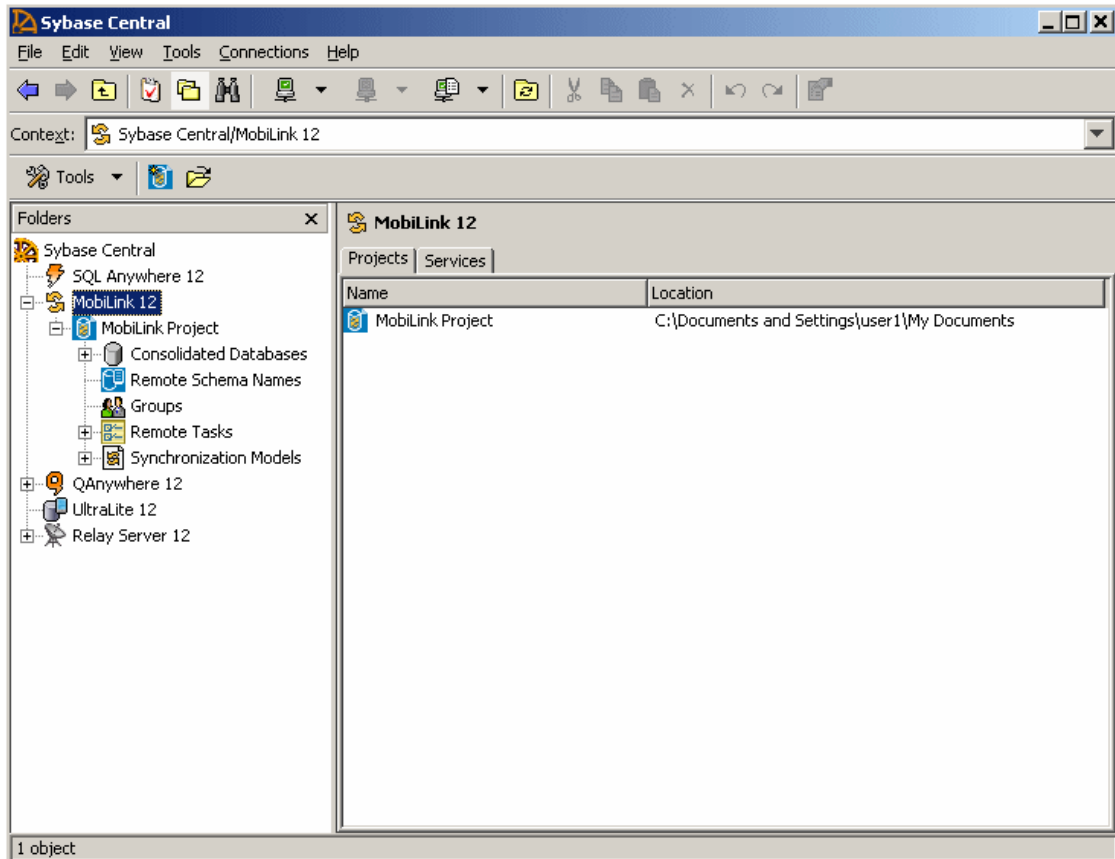 Sybase Central
File Edit View Tools Connections Help
Context: Sybase Central/MobiLink 12
Tools
Folders
Sybase Central
SQL Anywhere 12
MobiLink 12
MobiLink Project
Consolidated Databases
Remote Schema Names
Groups
Remote Tasks
Synchronization Models
QAnywhere 12
UltraLite 12
Relay Server 12
MobiLink 12
Projects Services
Name Location
MobiLink Project C:\Documents and Settings\user1\My Documents
1 object